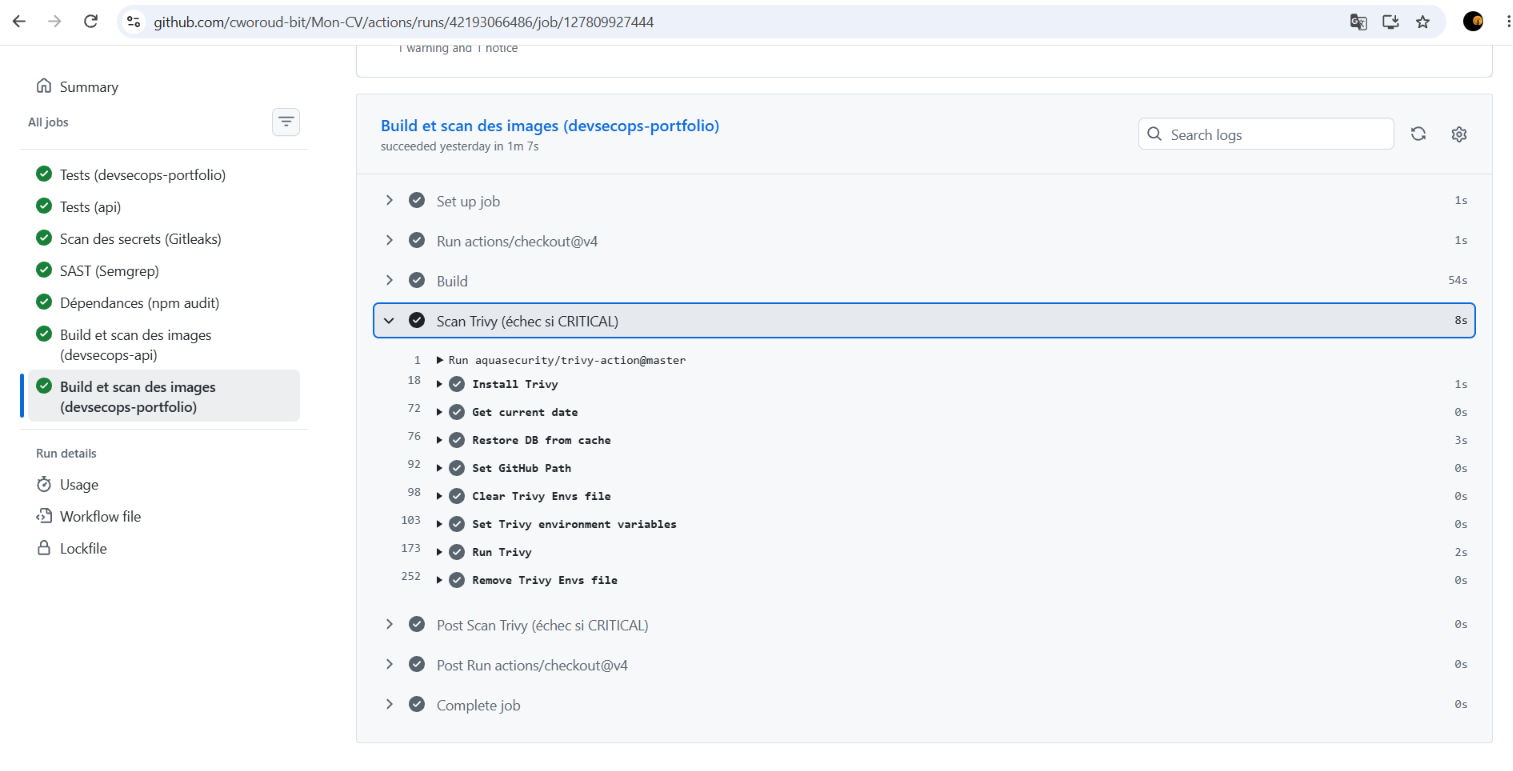 github.com/cworoud-bit/Mon-CV/actions/runs/42193066486/job/127809927444
1 warning and 1 notice
Summary
All jobs
Tests (devsecops-portfolio)
Tests (api)
Scan des secrets (Gitleaks)
SAST (Semgrep)
Dépendances (npm audit)
Build et scan des images
(devsecops-api)
Build et scan des images
(devsecops-portfolio)
Run details
Usage
Workflow file
Lockfile
Build et scan des images (devsecops-portfolio)
succeeded yesterday in 1m 7s
Search logs
Set up job 1s
Run actions/checkout@v4 1s
Build 54s
Scan Trivy (échec si CRITICAL) 8s
1 Run aquasecurity/trivy-action@master
18 Install Trivy 1s
72 Get current date 0s
76 Restore DB from cache 3s
92 Set GitHub Path 0s
98 Clear Trivy Envs file 0s
103 Set Trivy environment variables 0s
173 Run Trivy 2s
252 Remove Trivy Envs file 0s
Post Scan Trivy (échec si CRITICAL) 0s
Post Run actions/checkout@v4 0s
Complete job 0s